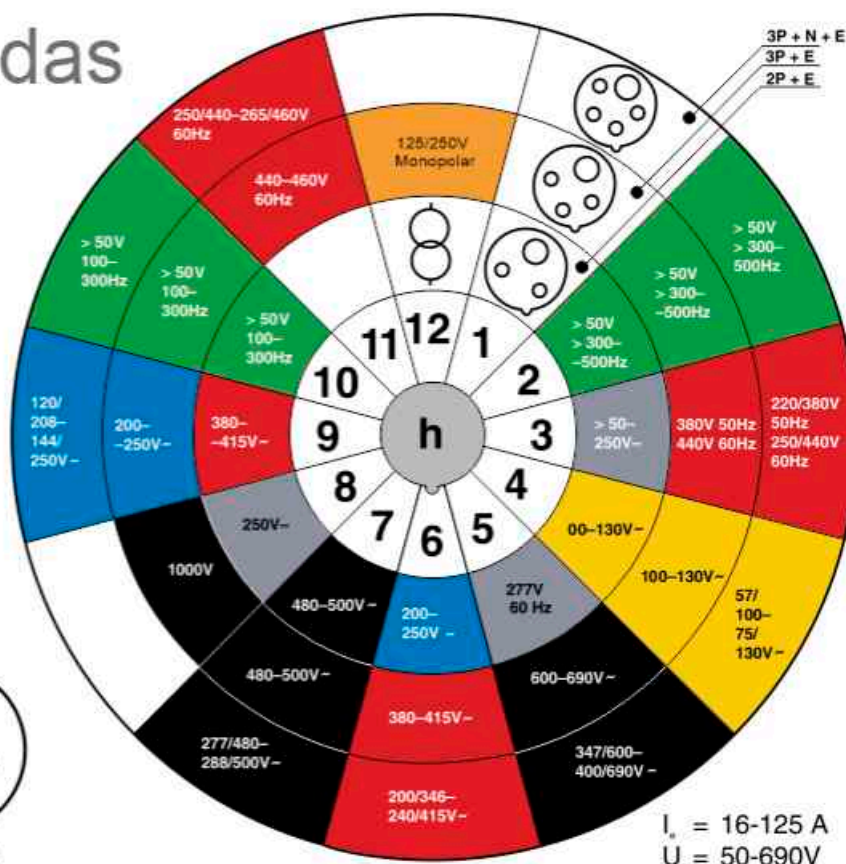 das
3P + N + E
3P + E
2P + E
250/440–265/460V
60Hz
440–460V
60Hz
125/250V
Monopolar
> 50V
100–
300Hz
> 50V
100–
300Hz
> 50V
100–
300Hz
> 50V
> 300–
500Hz
> 50V
> 300–
–500Hz
> 50V
> 300–
–500Hz
120/
208–
144/
250V~
200–
–250V~
380–
–415V~
> 50–
250V~
380V 50Hz
440V 60Hz
220/380V
50Hz
250/440V
60Hz
12
1
2
3
4
5
6
7
8
9
10
11
h
250V~
1000V
480–500V~
480–500V~
277/480–
288/500V~
200–
250V ~
380–415V~
200/346–
240/415V~
277V
60 Hz
600–690V~
347/600–
400/690V~
00–130V~
100–130V~
57/
100–
75/
130V~
= 16-125 A
U = 50-690V